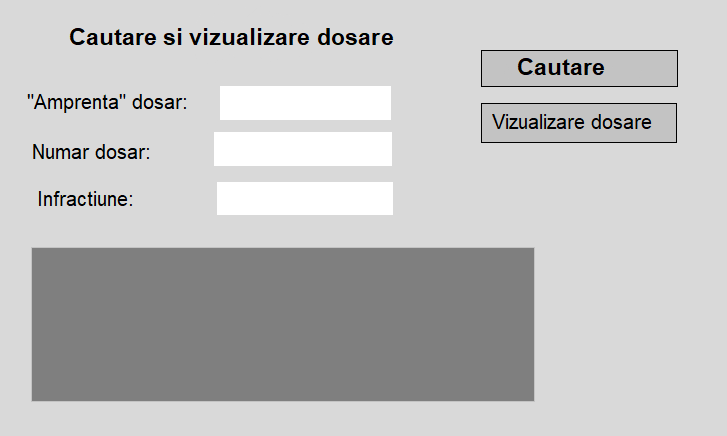 Cautare si vizualizare dosare
Cautare
"Amprenta" dosar:
Vizualizare dosare
Numar dosar:
Infractiune: